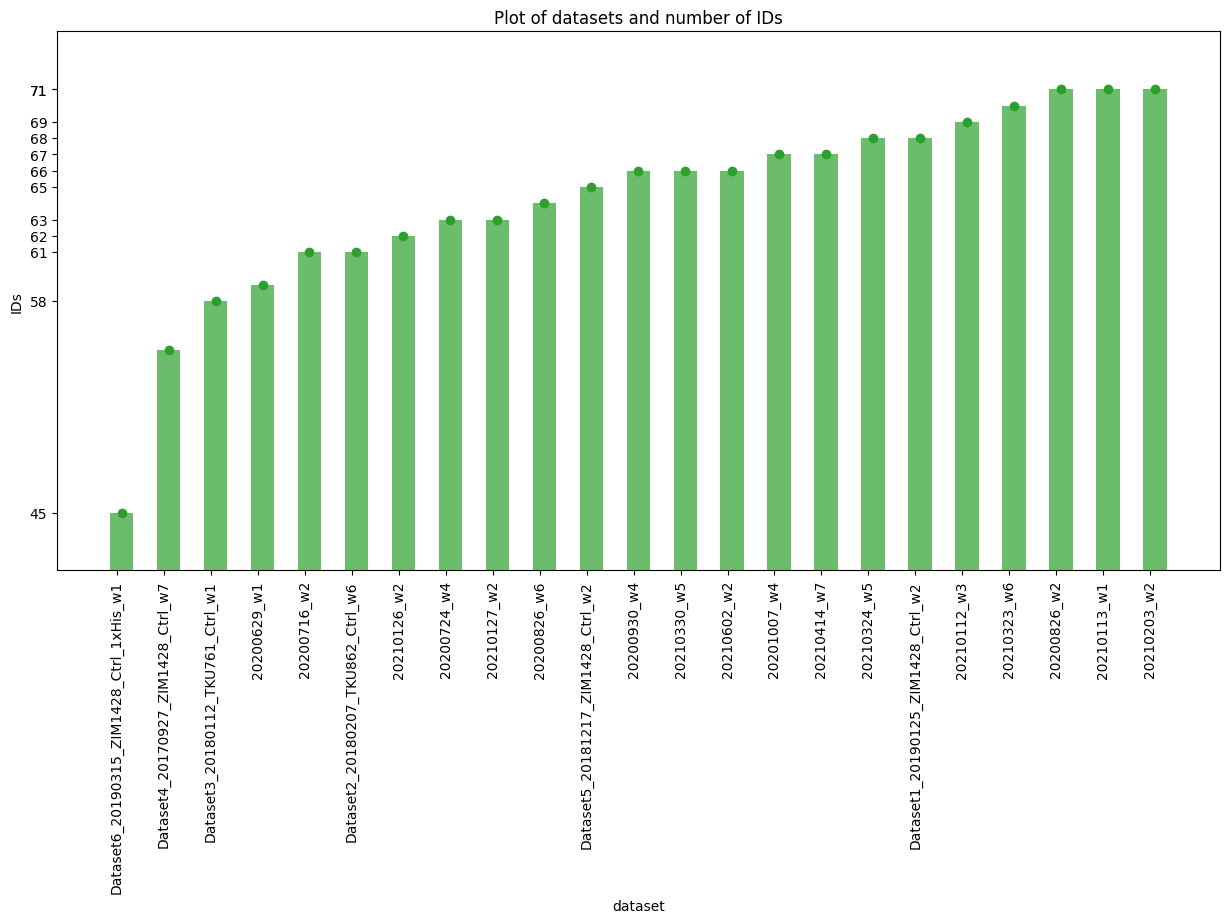 Plot of datasets and number of IDs
IDs
71
69
68
67
66
65
63
62
61
58
45
Dataset6_20190315_ZIM1428_Ctrl_1xHis_w1
Dataset4_20170927_ZIM1428_Ctrl_w7
Dataset3_20180112_TKU761_Ctrl_w1
20200629_w1
20200716_w2
Dataset2_20180207_TKU862_Ctrl_w6
20210126_w2
20200724_w4
20210127_w2
20200826_w6
Dataset5_20181217_ZIM1428_Ctrl_w2
20200930_w4
20210330_w5
20210602_w2
20201007_w4
20210414_w7
20210324_w5
Dataset1_20190125_ZIM1428_Ctrl_w2
20210112_w3
20210323_w6
20200826_w2
20210113_w1
20210203_w2
dataset